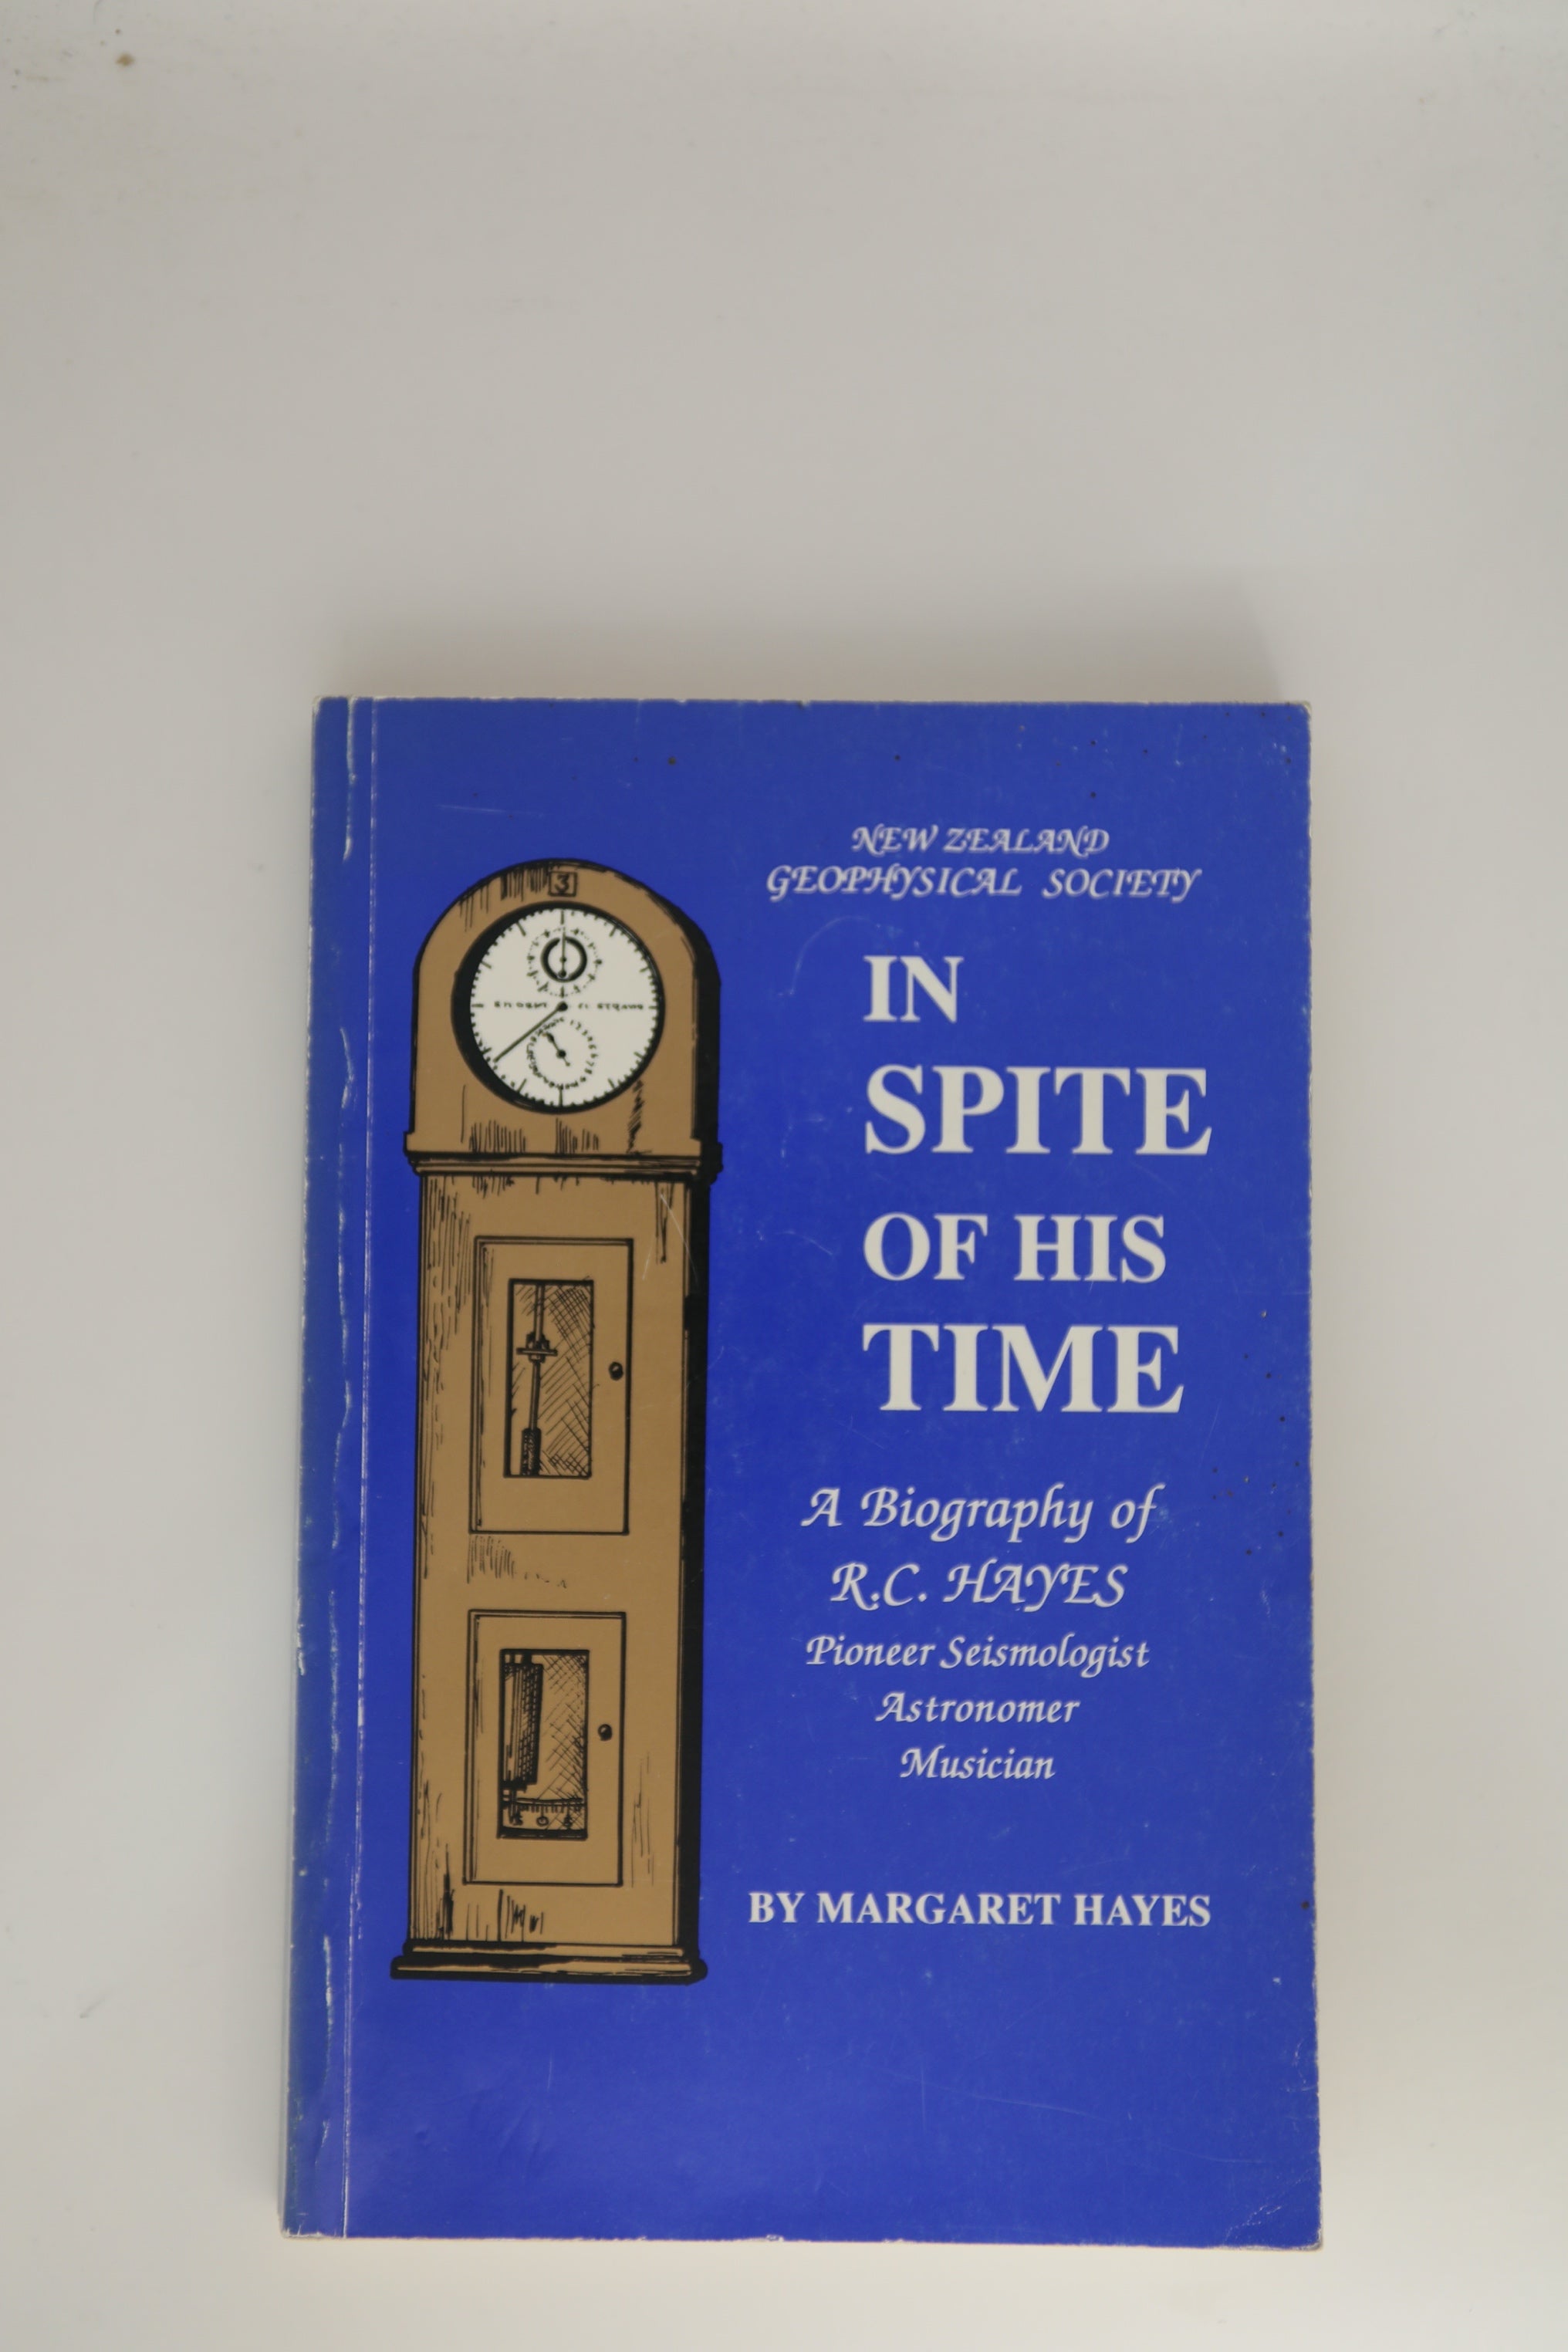 NEW ZEALAND
GEOPHYSICAL SOCIETY
IN
SPITE
OF HIS
TIME
A Biography of
R.C. HAYES
Pioneer Seismologist
Astronomer
Musician
BY MARGARET HAYES
3